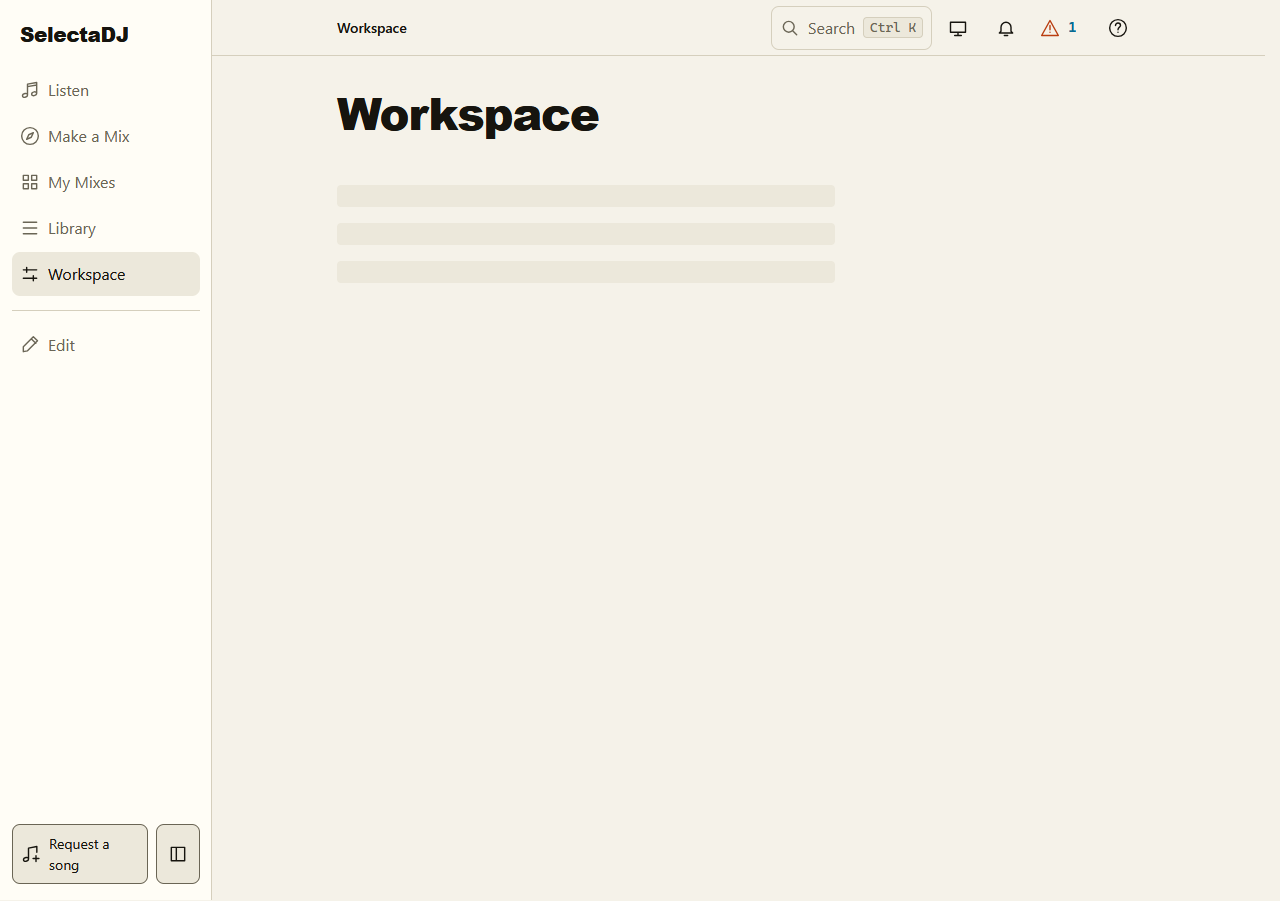 SelectaDJ
Listen
Make a Mix
My Mixes
Library
Workspace
Edit
Request a
song
Workspace
Search Ctrl K
1
Workspace